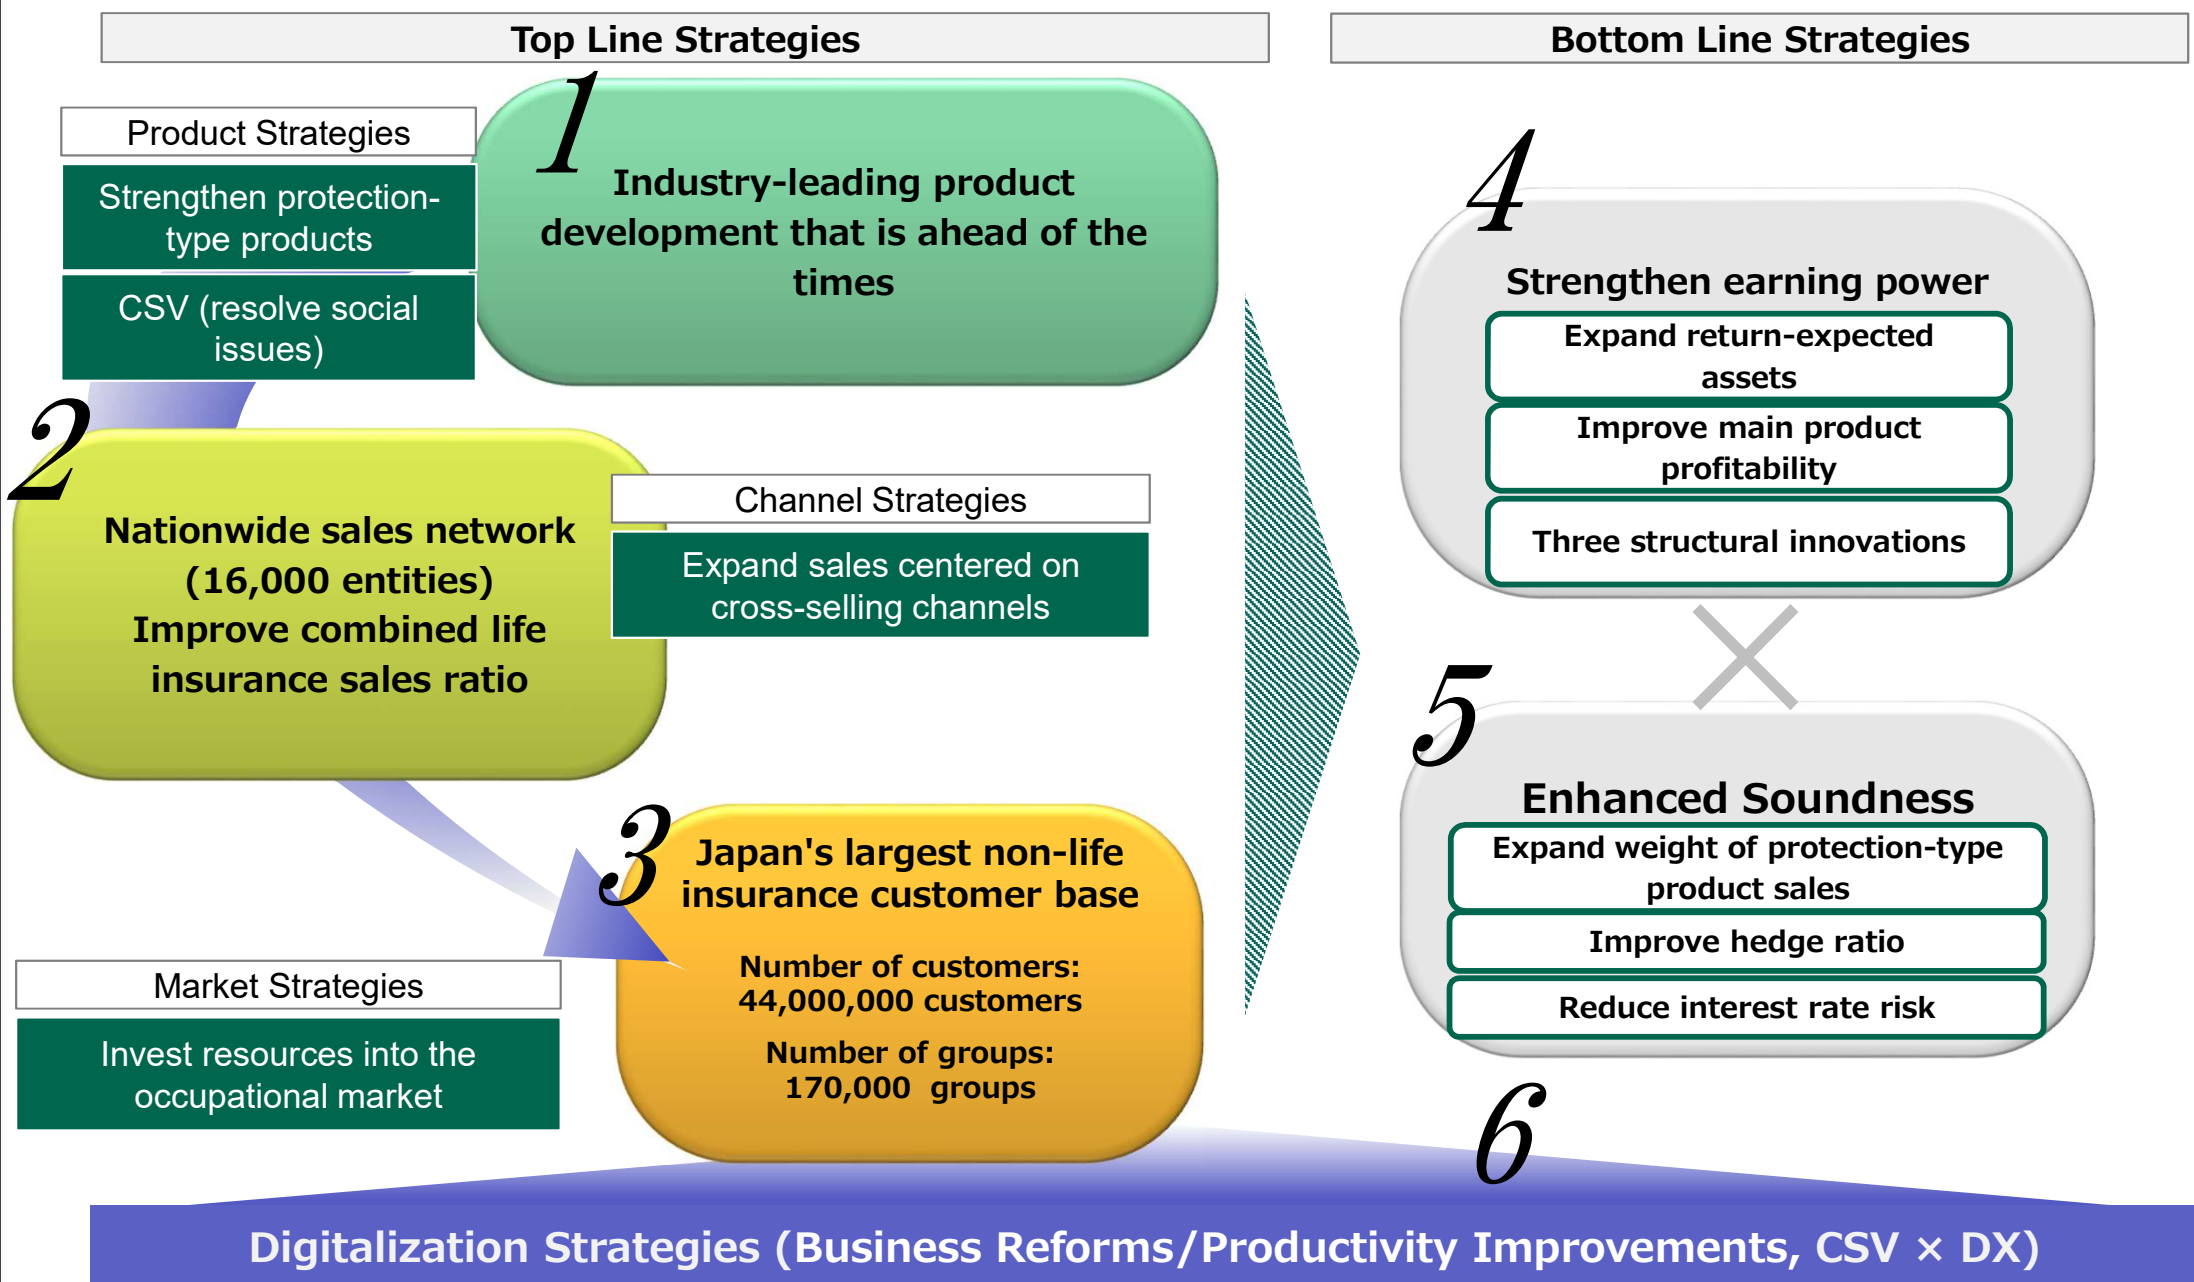 Top Line Strategies
Bottom Line Strategies
1
Product Strategies
Strengthen protection-
type products
CSV (resolve social
issues)
Industry-leading product
development that is ahead of the
times
2
Nationwide sales network
(16,000 entities)
Improve combined life
insurance sales ratio
Channel Strategies
Expand sales centered on
cross-selling channels
3
Japan's largest non-life
insurance customer base
Number of customers:
44,000,000 customers
Number of groups:
170,000 groups
Market Strategies
Invest resources into the
occupational market
4
Strengthen earning power
Expand return-expected
assets
Improve main product
profitability
Three structural innovations
5
Enhanced Soundness
Expand weight of protection-type
product sales
Improve hedge ratio
Reduce interest rate risk
6
Digitalization Strategies (Business Reforms/Productivity Improvements, CSV × DX)